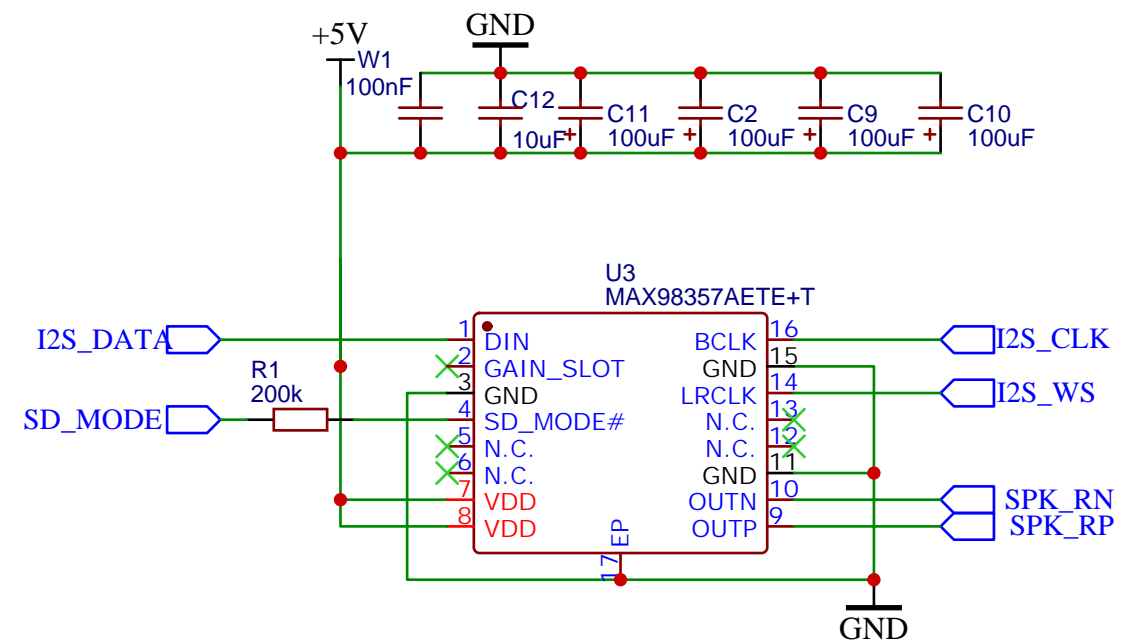 GND
+5V
W1
100nF
C12
10uF
+
C11
100uF
+
C2
100uF
+
C9
100uF
+
C10
100uF
U3
MAX98357AETE+T
I2S_DATA
1
DIN
BCLK
16
I2S_CLK
2
GAIN_SLOT
GND
15
3
GND
LRCLK
14
I2S_WS
R1
200k
SD_MODE
4
SD_MODE#
N.C.
13
5
N.C.
N.C.
12
6
N.C.
GND
11
7
VDD
OUTN
10
SPK_RN
8
VDD
OUTP
9
SPK_RP
EP
17
GND